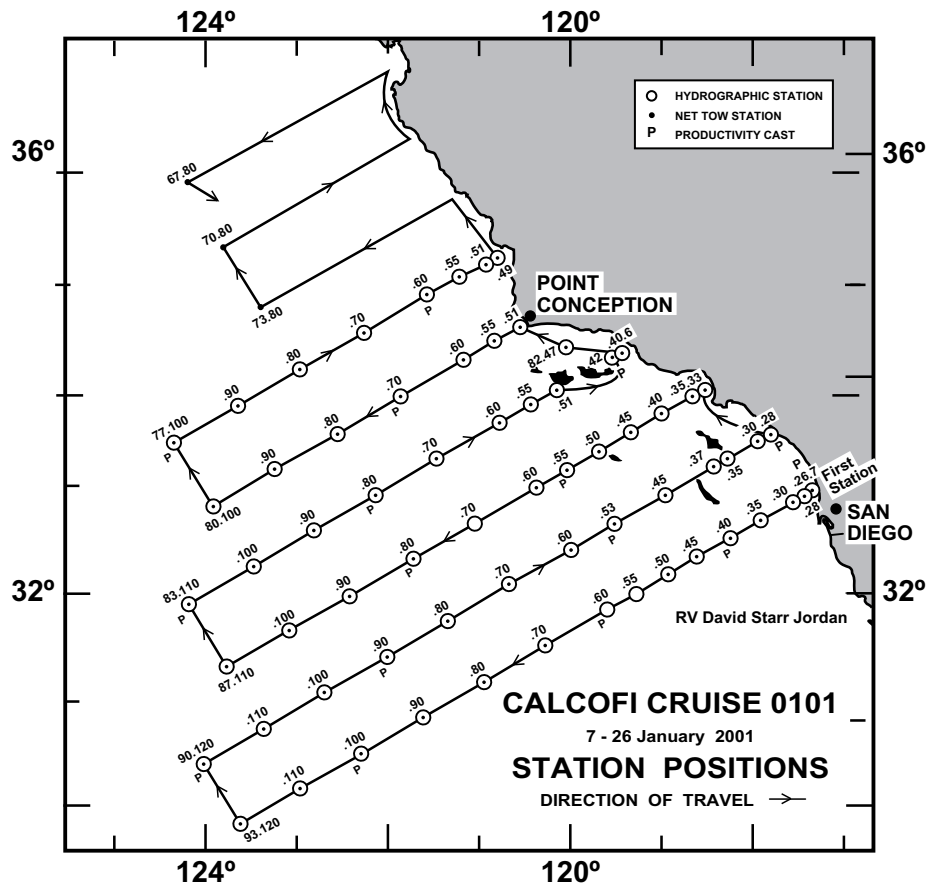 124º 120º
36º 36º
HYDROGRAPHIC STATION
NET TOW STATION
P PRODUCTIVITY CAST
67.80
70.80
73.80
77.100 .90 .80 .70 .60 .55 .51 .49
P P
POINT
CONCEPTION
80.100 .90 .80 .70 .60 .55 .51
P
82.47 .42 .40.6
P
83.110 .100 .90 .80 .70 .60 .55 .51
P P
87.110 .100 .90 .80 .70 .60 .55 .50 .45 .40 .35 .33
P P
90.120 .110 .100 .90 .80 .70 .60 .53 .45 .37 .35 .30 .28
P P P P
93.120 .110 .100 .90 .80 .70 .60 .55 .50 .45 .40 .35 .30 .28 .26.7
P P P P
First
Station
SAN
DIEGO
32º 32º
RV David Starr Jordan
CALCOFI CRUISE 0101
7 - 26 January 2001
STATION POSITIONS
DIRECTION OF TRAVEL
124º 120º